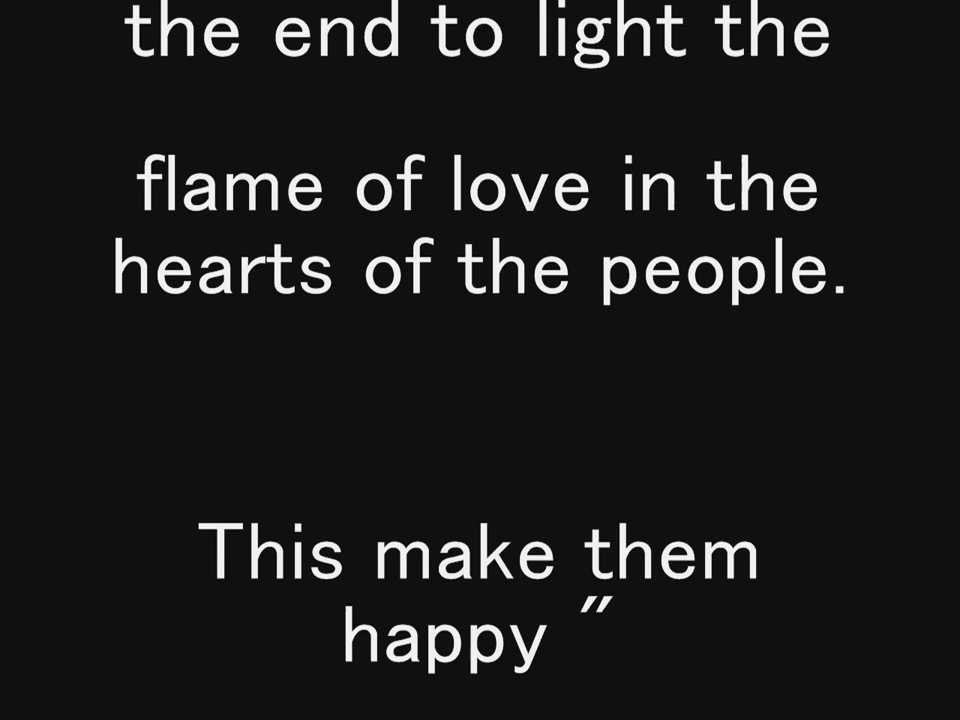 the end to light the
flame of love in the
hearts of the people.
This make them
happy "